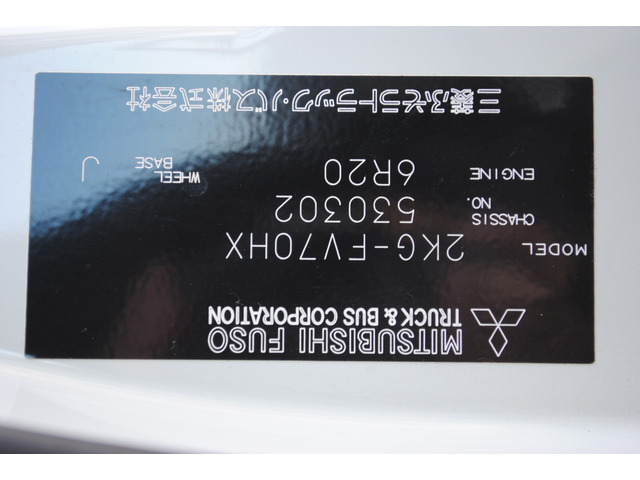 MITSUBISHI FUSO
TRUCK & BUS CORPORATION
MODEL 2KG-FV70HX
CHASSIS NO. 530302
ENGINE 6R20 WHEEL BASE J
三菱ふそうトラック・バス株式会社